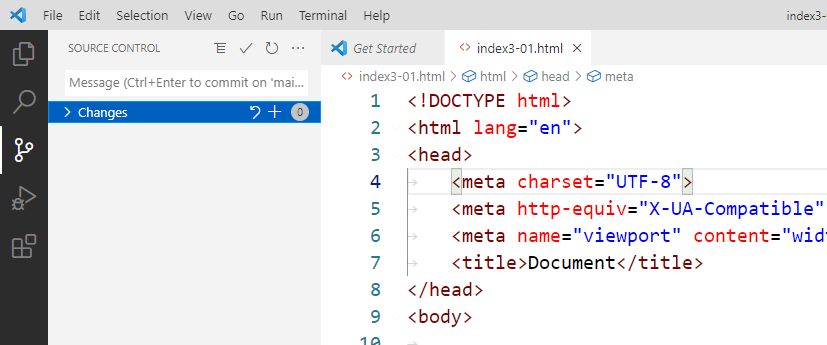 File Edit Selection View Go Run Terminal Help index3-
SOURCE CONTROL
Message (Ctrl+Enter to commit on 'mai...
Changes 0
Get Started index3-01.html
index3-01.html > html > head > meta
1 <!DOCTYPE html>
2 <html lang="en">
3 <head>
4 <meta charset="UTF-8">
5 <meta http-equiv="X-UA-Compatible"
6 <meta name="viewport" content="wid
7 <title>Document</title>
8 </head>
9 <body>
10